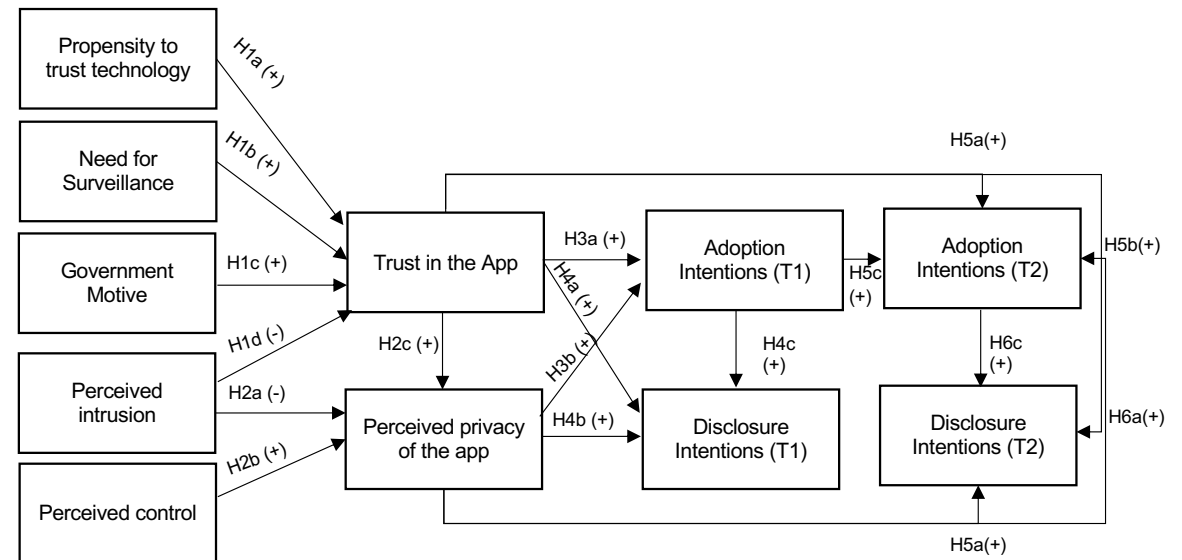 Propensity to
trust technology
H1a (+)
Need for
Surveillance
H1b (+)
Government
Motive
H1c (+)
Perceived
intrusion
H1d (-)
H2a (-)
Perceived control
H2b (+)
Trust in the App
H2c (+)
Perceived privacy
of the app
H3a (+)
H4a (+)
H3b (+)
H4b (+)
Adoption
Intentions (T1)
H4c
(+)
Disclosure
Intentions (T1)
H5c
(+)
H5a(+)
Adoption
Intentions (T2)
H5b(+)
H6c
(+)
Disclosure
Intentions (T2)
H6a(+)
H5a(+)